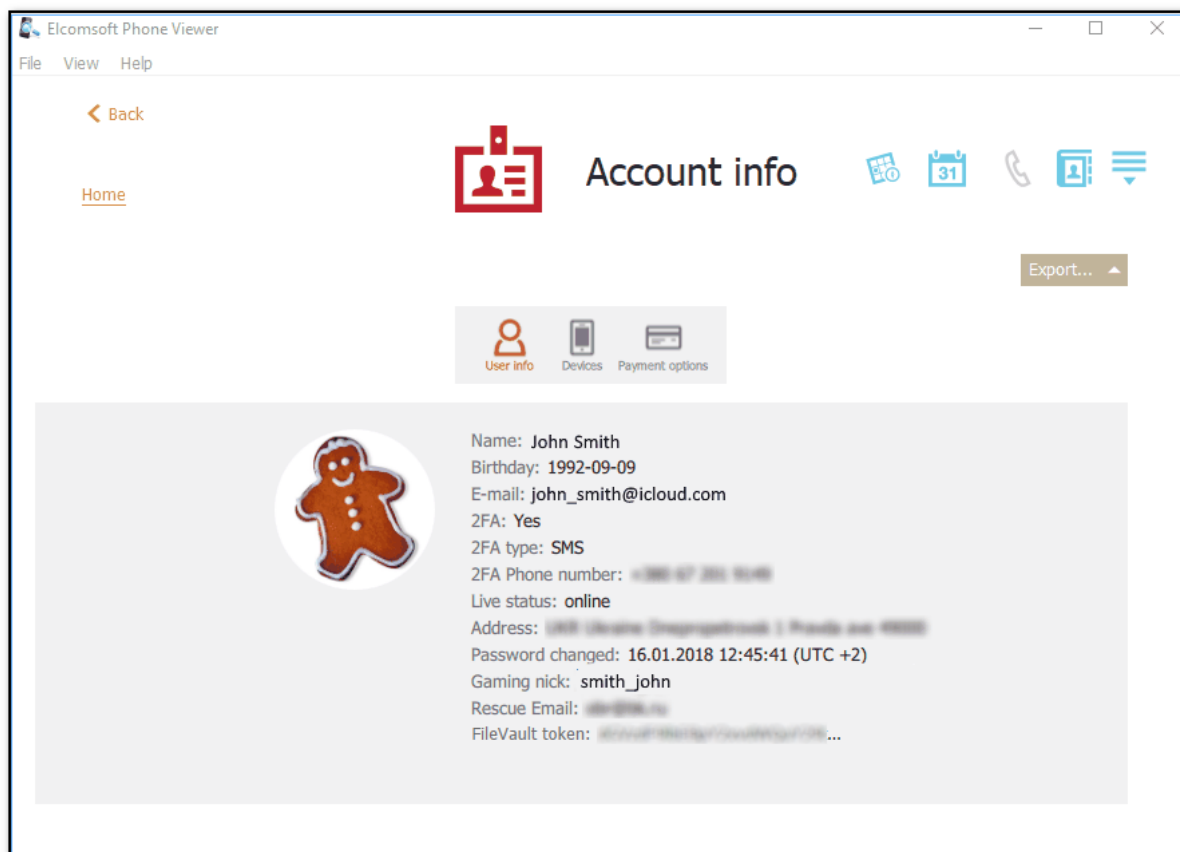 Elcomsoft Phone Viewer
File View Help
Back
Account info
31
Home
Export...
User info Devices Payment options
Name: John Smith
Birthday: 1992-09-09
E-mail: john_smith@icloud.com
2FA: Yes
2FA type: SMS
2FA Phone number:
Live status: online
Address:
Password changed: 16.01.2018 12:45:41 (UTC +2)
Gaming nick: smith_john
Rescue Email:
FileVault token: ...